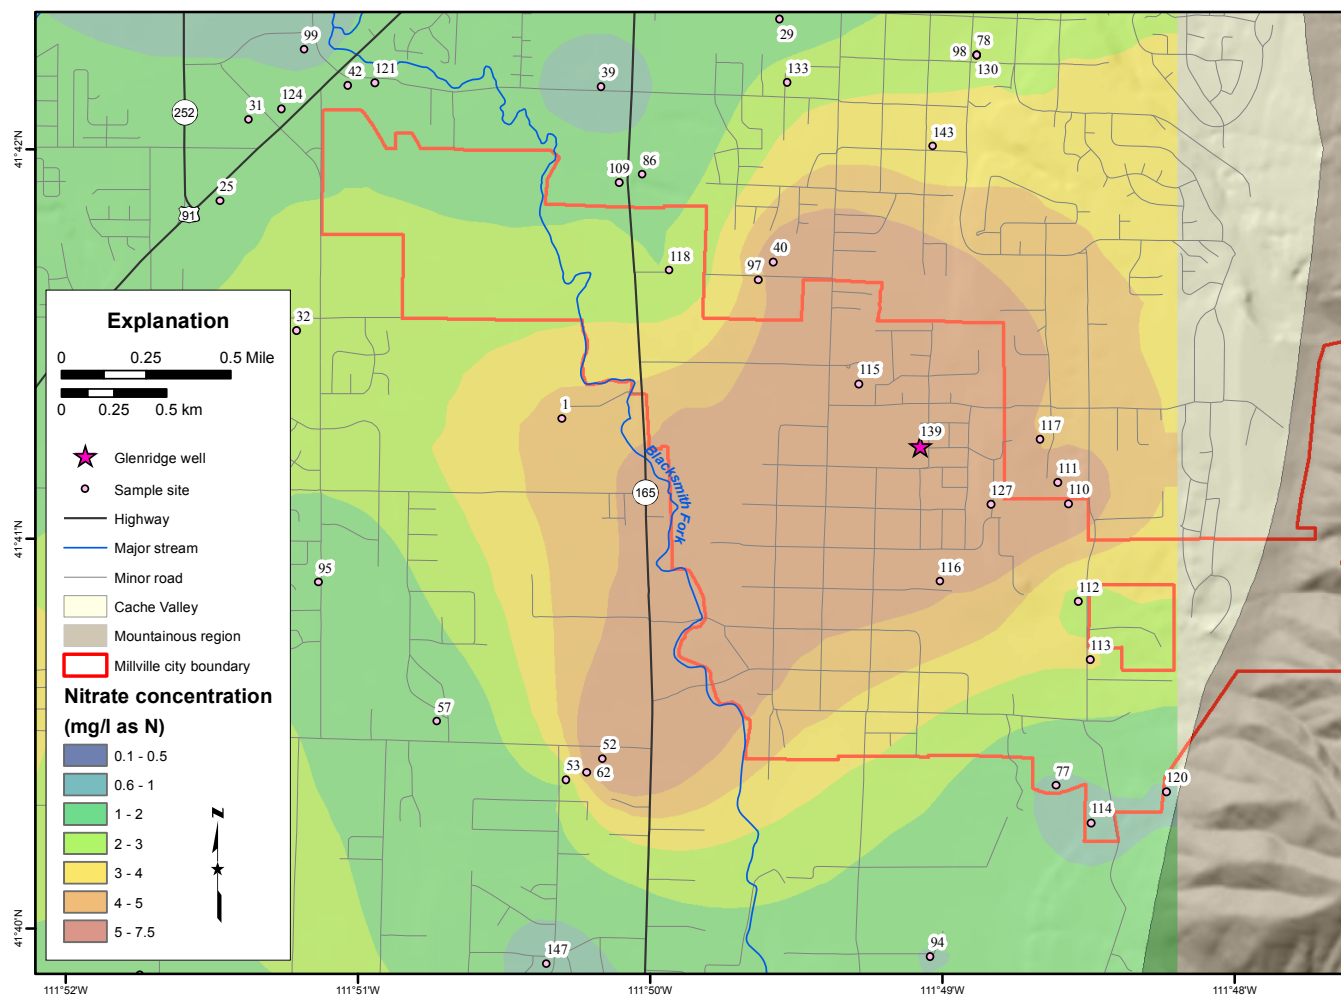 99
29
78
98
130
42
121
39
133
252
31
124
143
41°42'N
109
86
25
91
118
40
97
Explanation
0 0.25 0.5 Mile
0 0.25 0.5 km
Glenridge well
Sample site
Highway
Major stream
Minor road
Cache Valley
Mountainous region
Millville city boundary
Nitrate concentration
(mg/l as N)
0.1 - 0.5
0.6 - 1
1 - 2
2 - 3
3 - 4
4 - 5
5 - 7.5
N
32
115
1
139
117
Blacksmith Fork
111
165
127
110
41°41'N
95
116
112
113
57
52
53
62
77
120
114
41°40'N
147
94
111°52'W
111°51'W
111°50'W
111°49'W
111°48'W